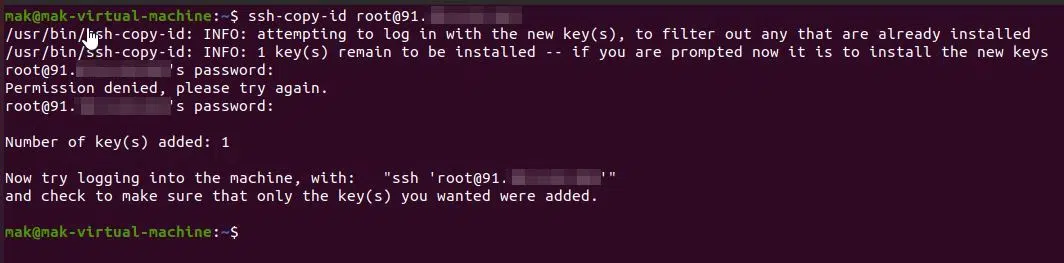 mak@mak-virtual-machine:~$ ssh-copy-id root@91.
/usr/bin/ssh-copy-id: INFO: attempting to log in with the new key(s), to filter out any that are already installed
/usr/bin/ssh-copy-id: INFO: 1 key(s) remain to be installed -- if you are prompted now it is to install the new keys
root@91.'s password:
Permission denied, please try again.
root@91.'s password:
Number of key(s) added: 1
Now try logging into the machine, with: "ssh 'root@91.'"
and check to make sure that only the key(s) you wanted were added.
mak@mak-virtual-machine:~$